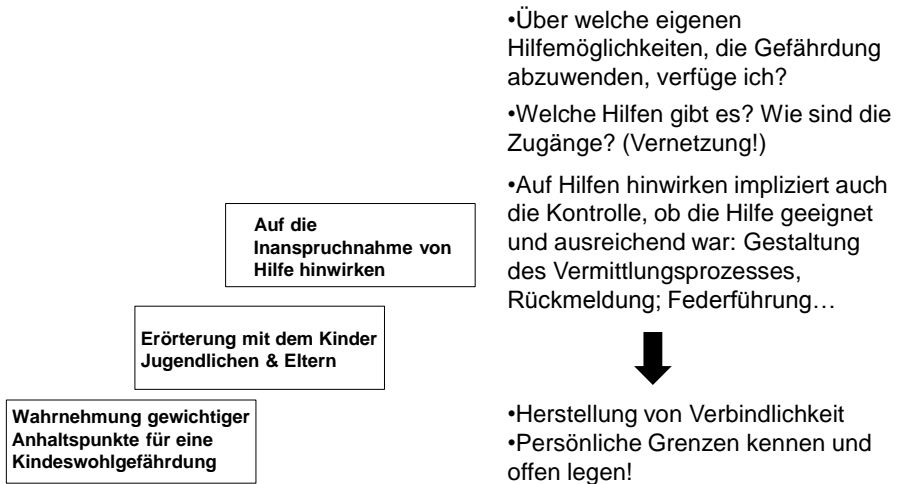 •Über welche eigenen
Hilfemöglichkeiten, die Gefährdung
abzuwenden, verfüge ich?
•Welche Hilfen gibt es? Wie sind die
Zugänge? (Vernetzung!)
•Auf Hilfen hinwirken impliziert auch
die Kontrolle, ob die Hilfe geeignet
und ausreichend war: Gestaltung
des Vermittlungsprozesses,
Rückmeldung; Federführung…
•Herstellung von Verbindlichkeit
•Persönliche Grenzen kennen und
offen legen!
Auf die
Inanspruchnahme von
Hilfe hinwirken
Erörterung mit dem Kinder
Jugendlichen & Eltern
Wahrnehmung gewichtiger
Anhaltspunkte für eine
Kindeswohlgefährdung